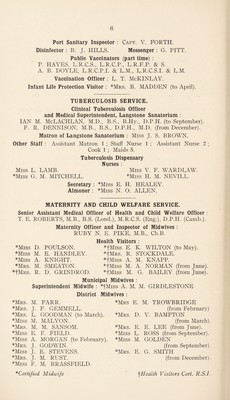 6
Port Sanitary Inspector : CAPT. V. FORTH.
Disinfector : B. J. HILLS. Messenger : G. PITT.
Public Vaccinators (part time) :
P. HAYES, L.R.C.S., L.R.C.P., L.R.F.P. & S.
A. B. DOYLE, L.R.C.P.I. & L.M., L.R.C.S.I. & L.M.
Vaccination Officer : L. T. McKINLAY.
Infant Life Protection Visitor : *MRS. B. MADDEN (to April).
TUBERCULOSIS SERVICE.
Clinical Tuberculosis Officer
and Medical Superintendent, Langstone Sanatorium :
IAN M. McLACHLAN, M.D., B.S., B.Hy., D.P.H. (to September).
F. R. DENNISON, M.B., B.S., D.P.H., M.D. (from December).
Matron of Langstone Sanatorium : MISS J. S. BROWN.
Other Staff : Assistant Matron 1 ; Staff Nurse 1 ; Assistant Nurse 2 ;
Cook 1 ; Maids 8.
Tuberculosis Dispensary
Nurses :
MISS L. LAMB. MISS V. F. WARDLAW.
*MISS G. M. MITCHELL. *MISS H. M. NEVILL.
Secretary : *MISS E. H. HEALEY.
Almoner : *MISS N. O. ALLEN.
MATERNITY AND CHILD WELFARE SERVICE.
Senior Assistant Medical Officer of Health and Child Welfare Officer :
T. E. ROBERTS, M.B., B.S. (Lond.), M.R.C.S. (Eng.), D.P.H. (Camb.).
Maternity Officer and Inspector of Midwives :
RUBY N. E. PIKE, M.B., Ch.B.
Health Visitors :
*MISS D. POULSON. *†MISS E. K. WILTON (to May).
*MISS M. E. HANDLEY. *†MRS. R. STOCKDALE.
*MISS A. KNIGHT. *†MISS A. M. KNAPP.
*MRS. M. SMEATON. *†MISS M. A. NORMAN (from June).
*†MISS R. D. GRINDROD. *†MISS M. G. BAILEY (from June).
Municipal Midwives :
Superintendent Midwife : *†MISS A. M. M. GIRDLESTONE
District Midwives :
*MRS. M. FARR. *MRS. E. M. TROWBRIDGE
*MRS. J. F. GEMMELL. (from February)
*MRS. L. GOODMAN (to March). *MRS. D. V. BAMPTON
*MISS M. MALYON. (from March)
*MRS. M. M. SANSOM. *MRS. E. E. LEE (from June).
*MISS E. F. FIELD. *MISS L. ROSS (from September).
*MISS A. MORGAN (to February). *MISS M. GOLDEN
*MRS. J. GODWIN. (from September)
*MISS J. E. STEVENS. *MRS. E. G. SMITH
*MRS. J. M. RUST. (from December).
*MISS F. M. BRASSFIELD.
*Certified Midwife †Health Visitors Cert. R.S.I.